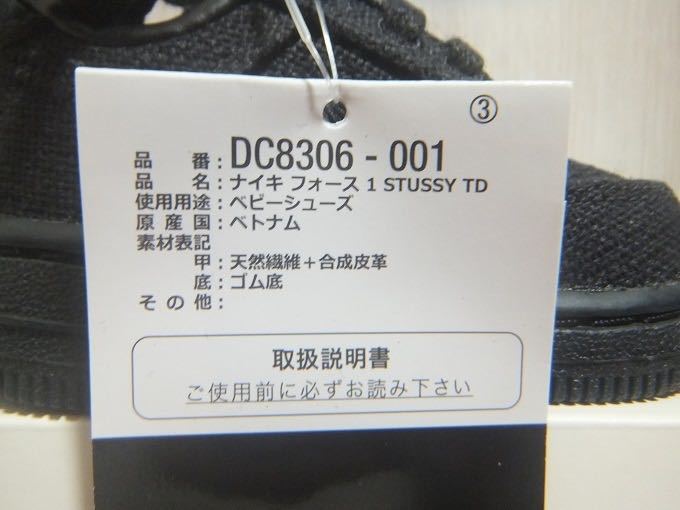 ③
品番：DC8306 - 001
品名：ナイキ フォース 1 STUSSY TD
使用用途：ベビーシューズ
原産国：ベトナム
素材表記
甲：天然繊維＋合成皮革
底：ゴム底
その他：
取扱説明書
ご使用前に必ずお読み下さい